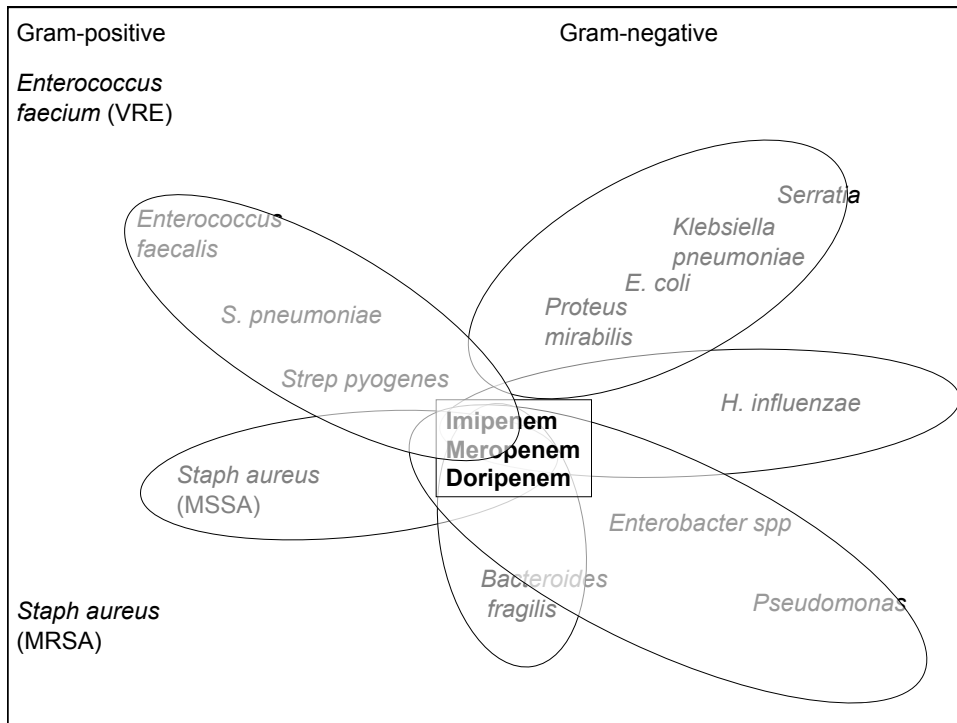 Gram-positive
Gram-negative
Enterococcus
faecium (VRE)
Serratia
Enterococcus
faecalis
Klebsiella
pneumoniae
E. coli
Proteus
mirabilis
S. pneumoniae
Strep pyogenes
H. influenzae
Imipenem
Meropenem
Doripenem
Staph aureus
(MSSA)
Enterobacter spp
Bacteroides
fragilis
Pseudomonas
Staph aureus
(MRSA)